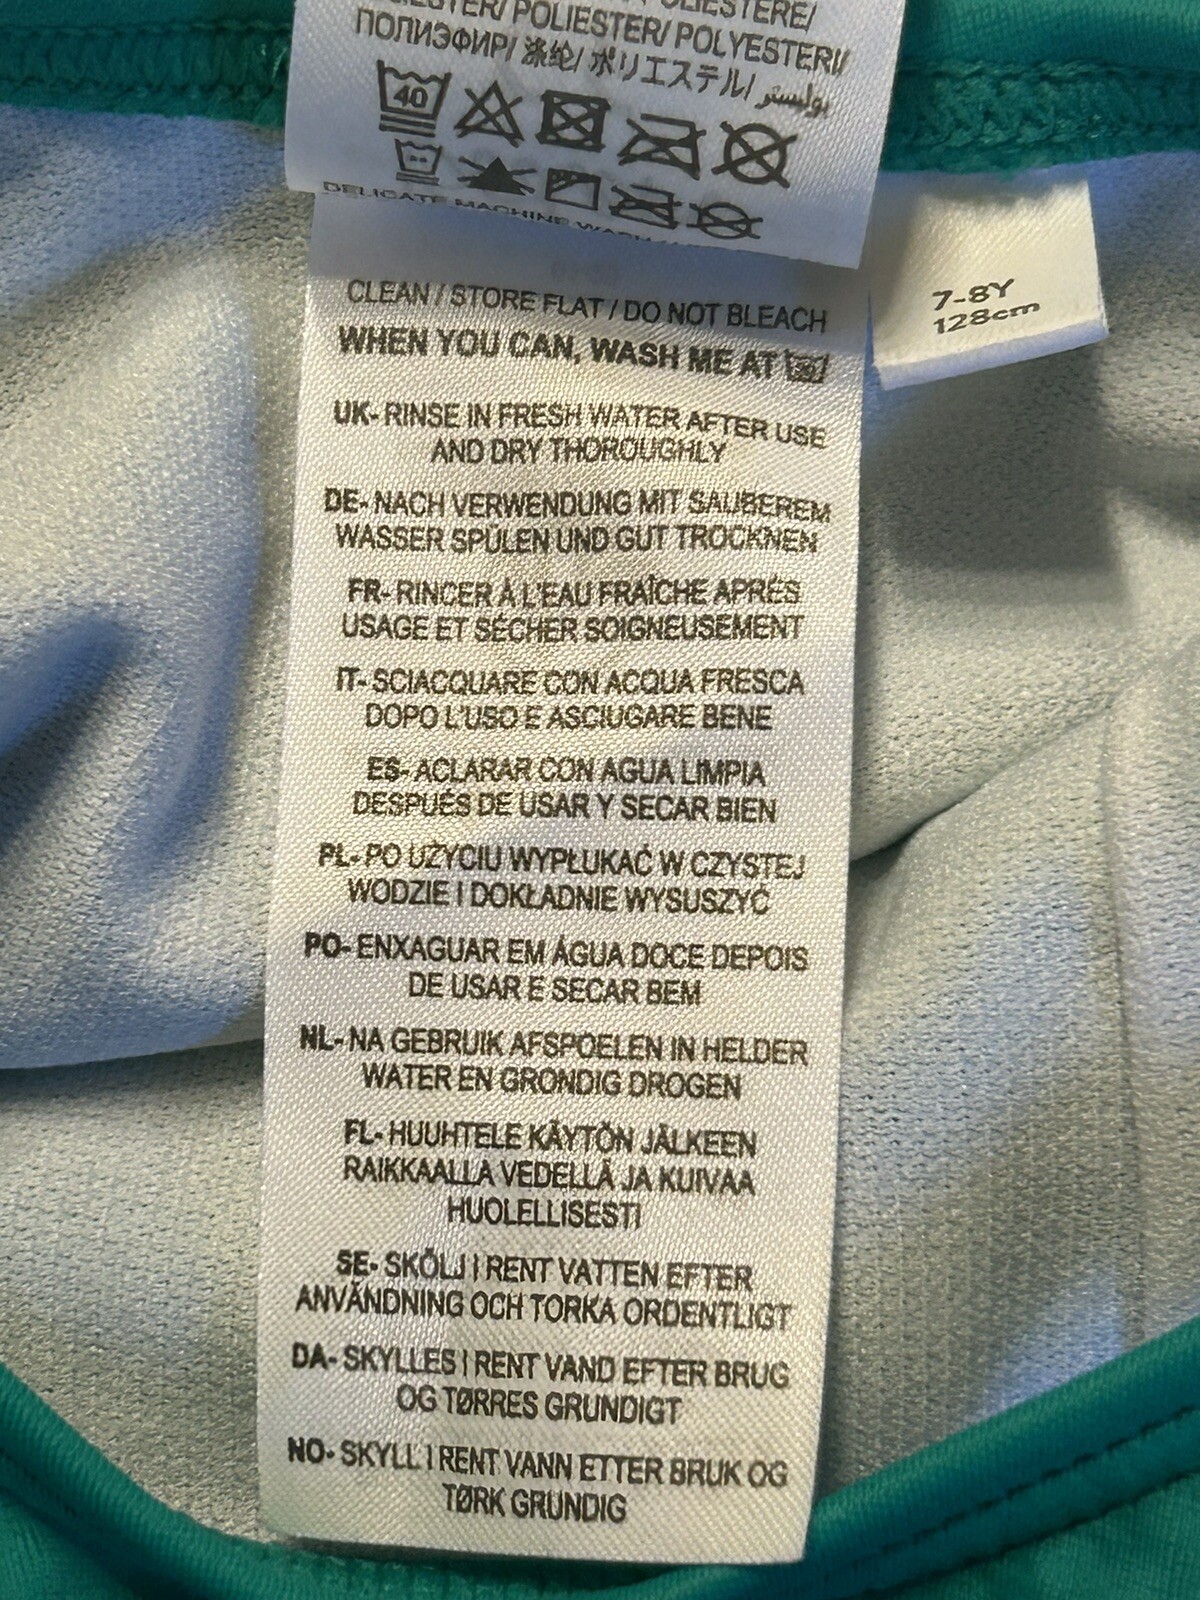 POLIESTER/ POLYESTER/
ПОЛИЭФИР/ 涤纶/ ポリエステル/ بوليستر
40
DELICATE MACHINE WASH
CLEAN / STORE FLAT / DO NOT BLEACH
WHEN YOU CAN, WASH ME AT 30
UK- RINSE IN FRESH WATER AFTER USE
AND DRY THOROUGHLY
DE- NACH VERWENDUNG MIT SAUBEREM
WASSER SPÜLEN UND GUT TROCKNEN
FR- RINCER À L'EAU FRAÎCHE APRÈS
USAGE ET SÉCHER SOIGNEUSEMENT
IT- SCIACQUARE CON ACQUA FRESCA
DOPO L'USO E ASCIUGARE BENE
ES- ACLARAR CON AGUA LIMPIA
DESPUÉS DE USAR Y SECAR BIEN
PL- PO UŻYCIU WYPŁUKAĆ W CZYSTEJ
WODZIE I DOKŁADNIE WYSUSZYĆ
PO- ENXAGUAR EM ÁGUA DOCE DEPOIS
DE USAR E SECAR BEM
NL- NA GEBRUIK AFSPOELEN IN HELDER
WATER EN GRONDIG DROGEN
FL- HUUHTELE KÄYTÖN JÄLKEEN
RAIKKAALLA VEDELLÄ JA KUIVAA
HUOLELLISESTI
SE- SKÖLJ I RENT VATTEN EFTER
ANVÄNDNING OCH TORKA ORDENTLIGT
DA- SKYLLES I RENT VAND EFTER BRUG
OG TØRRES GRUNDIGT
NO- SKYLL I RENT VANN ETTER BRUK OG
TØRK GRUNDIG
7-8Y
128cm